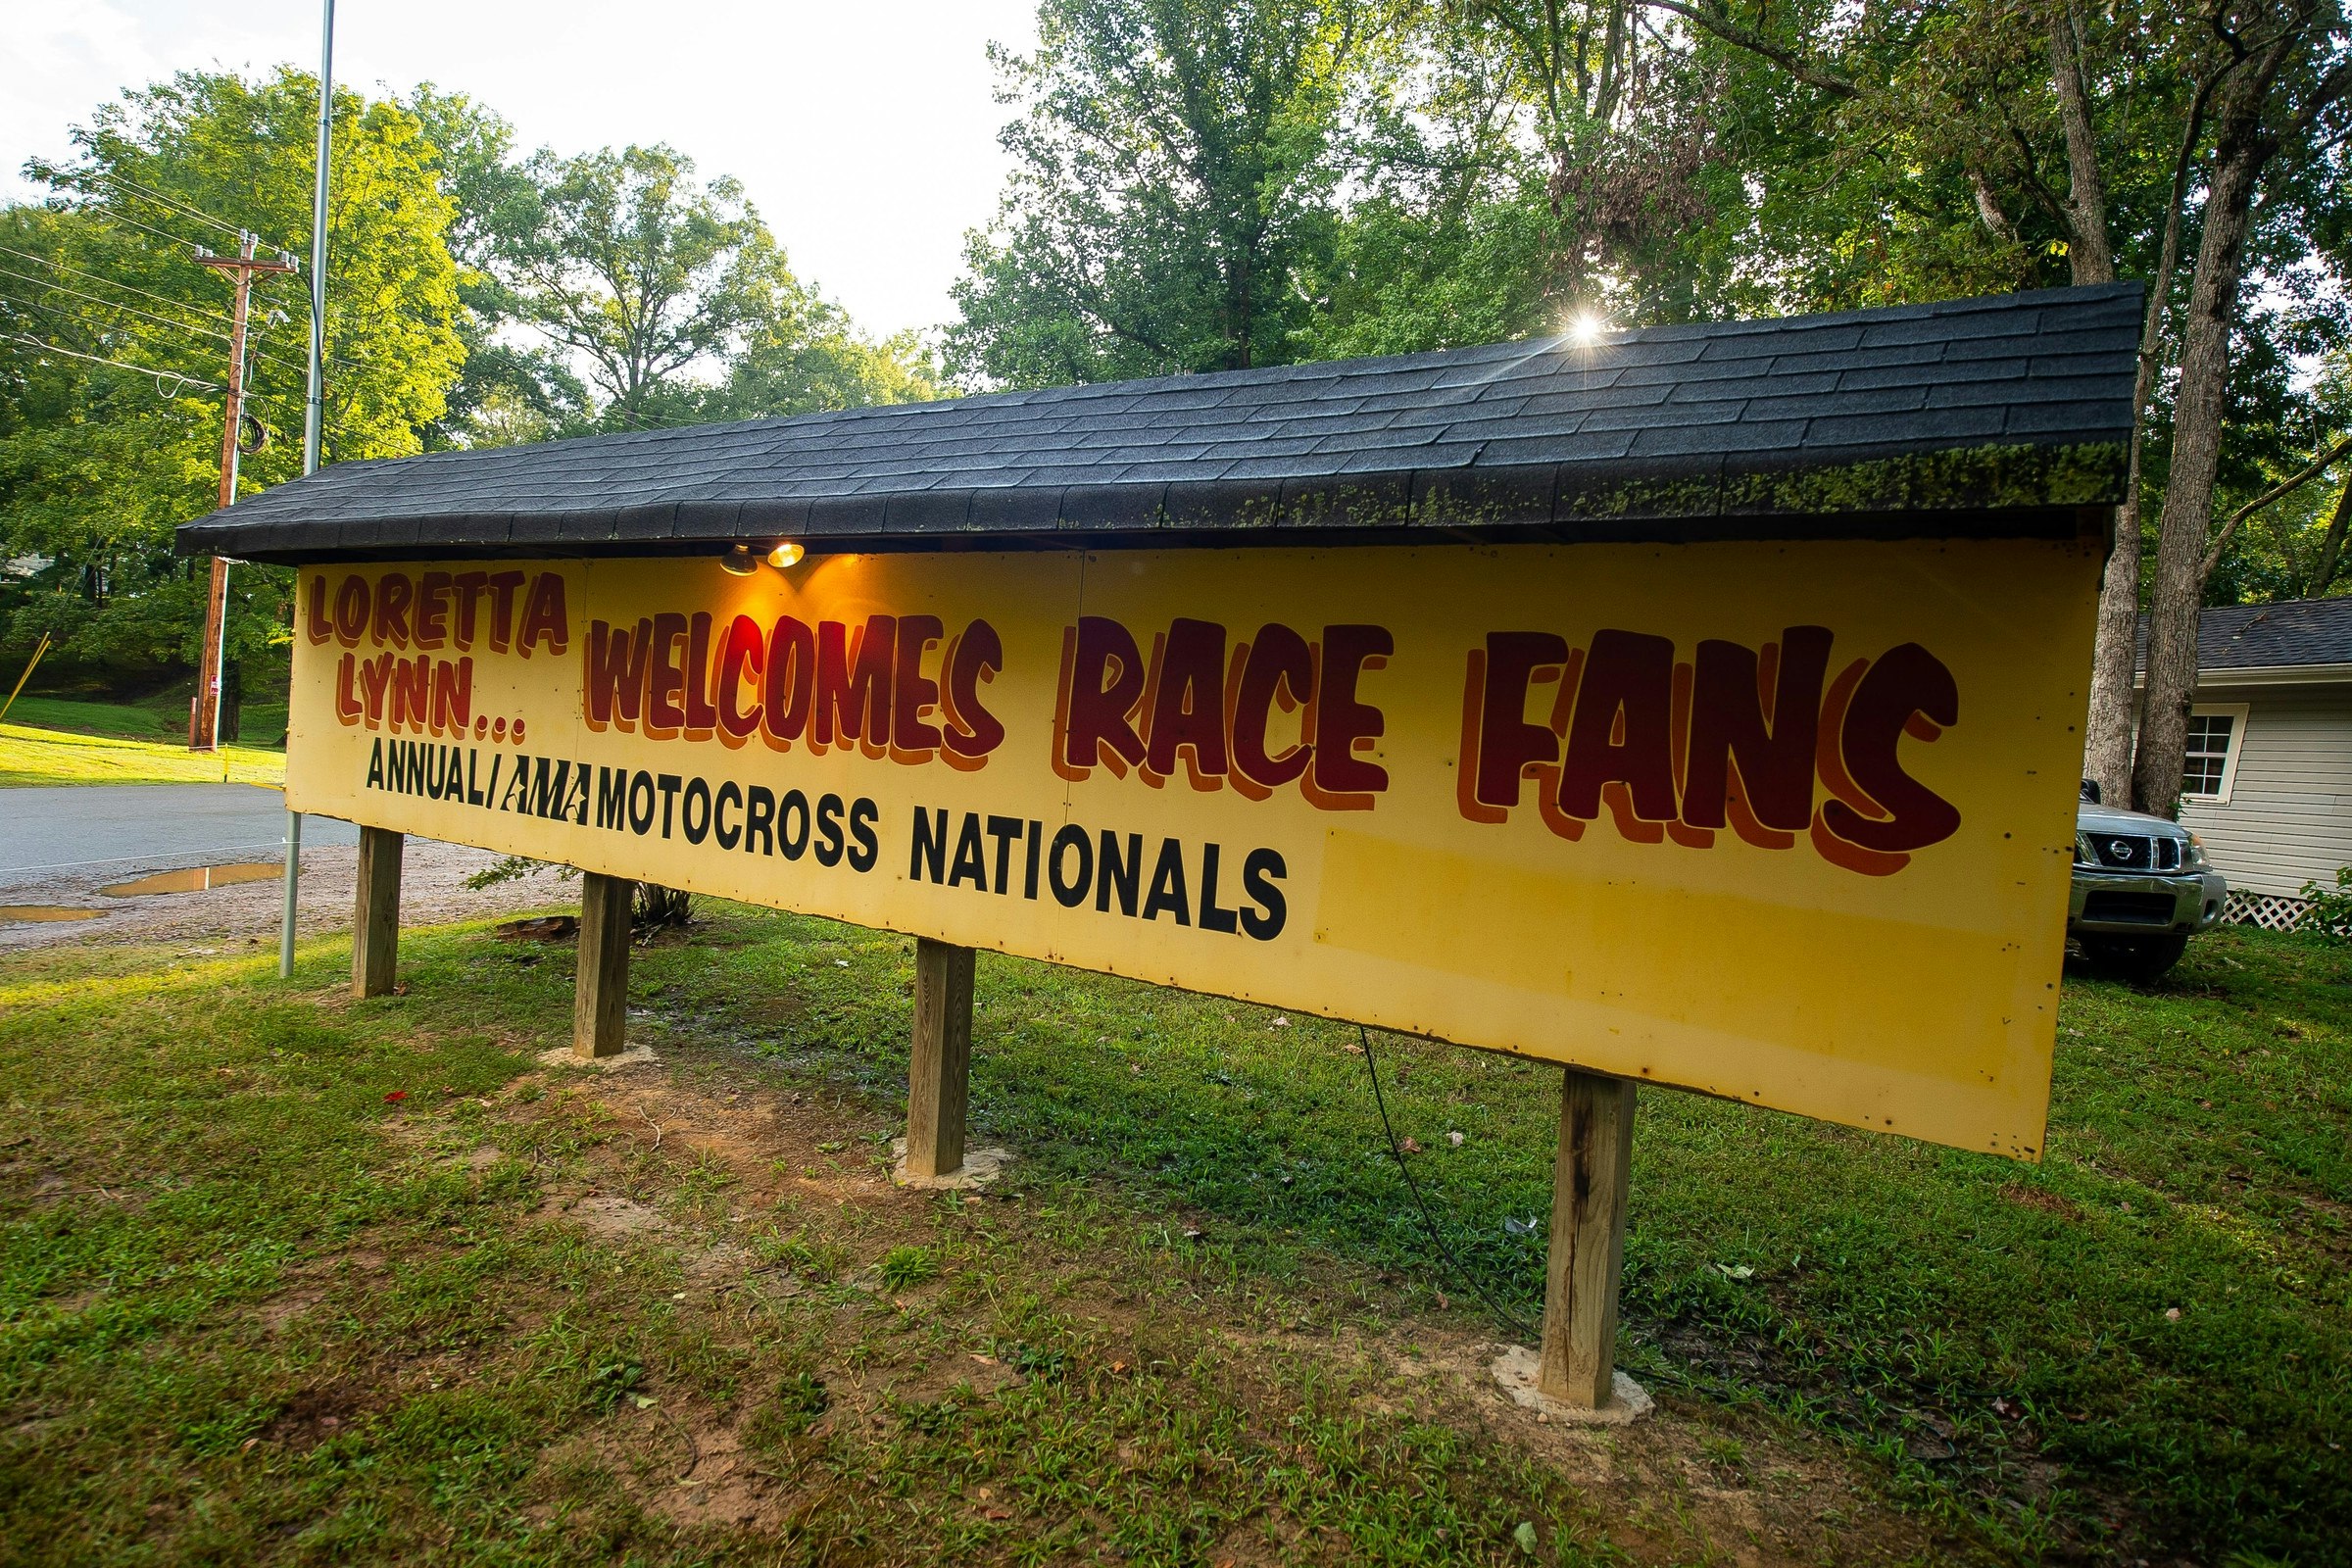 LORETTA
LYNN...
WELCOMES RACE FANS
ANNUAL/AMA MOTOCROSS NATIONALS